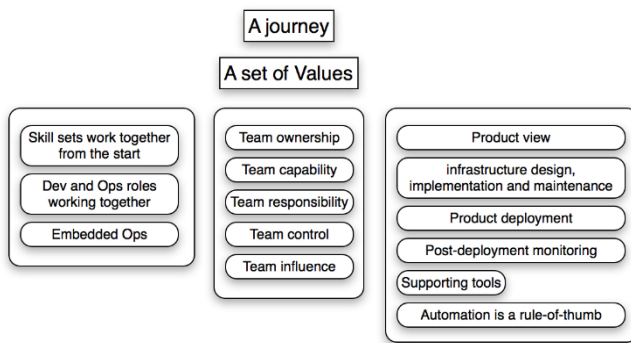 A journey
A set of Values
Skill sets work together
from the start
Dev and Ops roles
working together
Embedded Ops
Team ownership
Team capability
Team responsibility
Team control
Team influence
Product view
infrastructure design,
implementation and maintenance
Product deployment
Post-deployment monitoring
Supporting tools
Automation is a rule-of-thumb